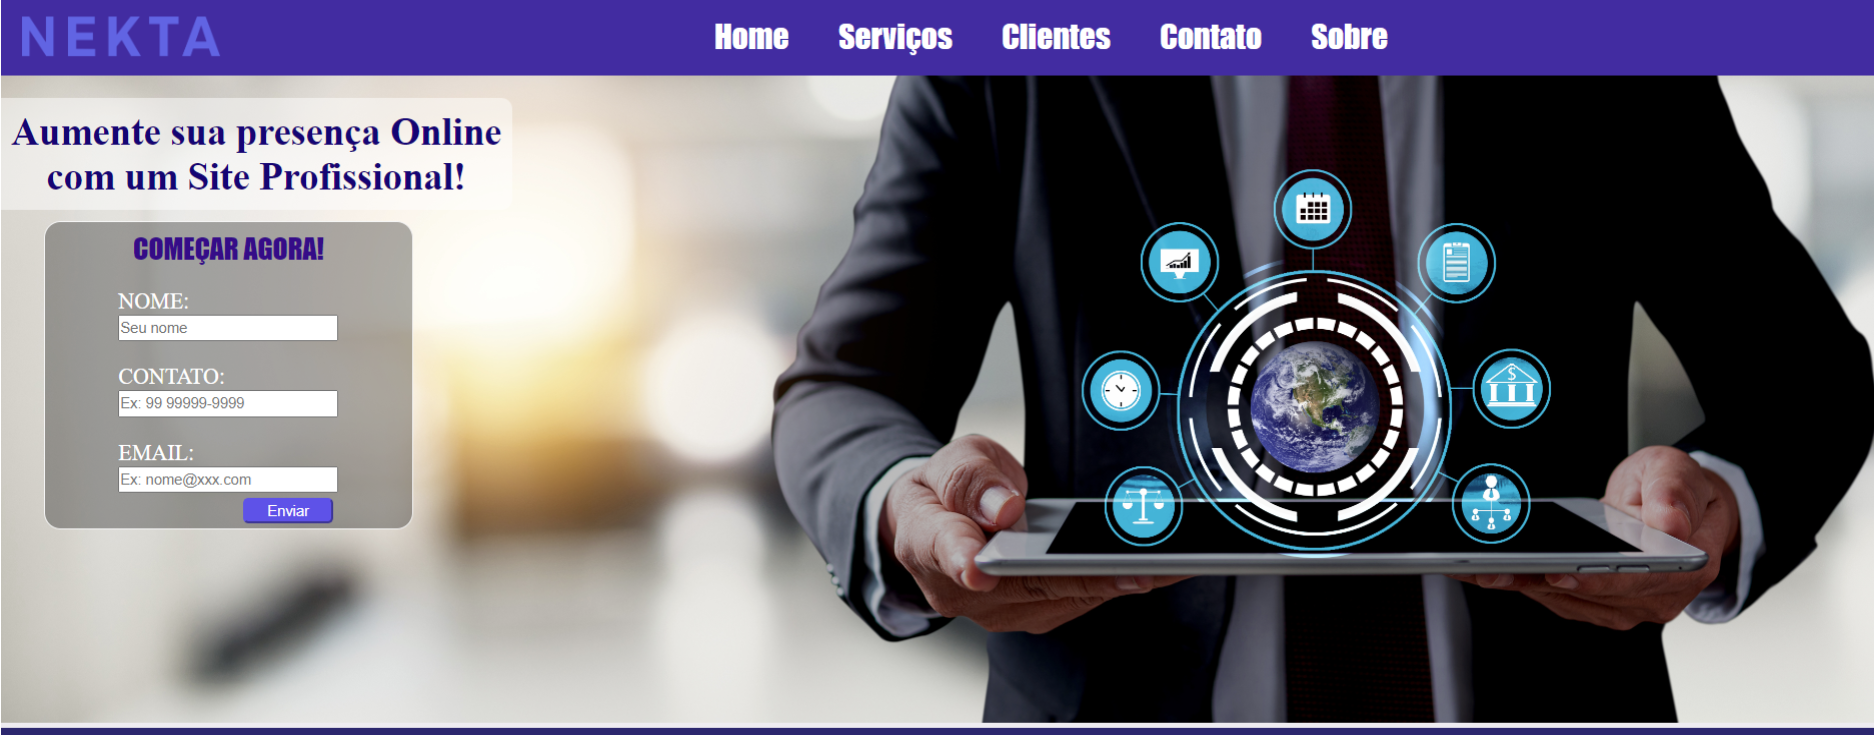 NEKTA
Home Serviços Clientes Contato Sobre
Aumente sua presença Online
com um Site Profissional!
COMEÇAR AGORA!
NOME:
Seu nome
CONTATO:
Ex: 99 99999-9999
EMAIL:
Ex: nome@xxx.com
Enviar
$